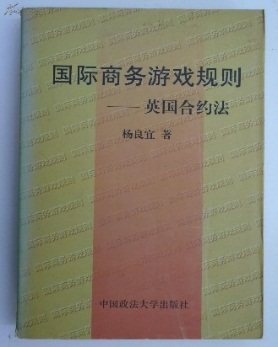 国际商务游戏规则
——英国合约法
杨良宜 著
中国政法大学出版社